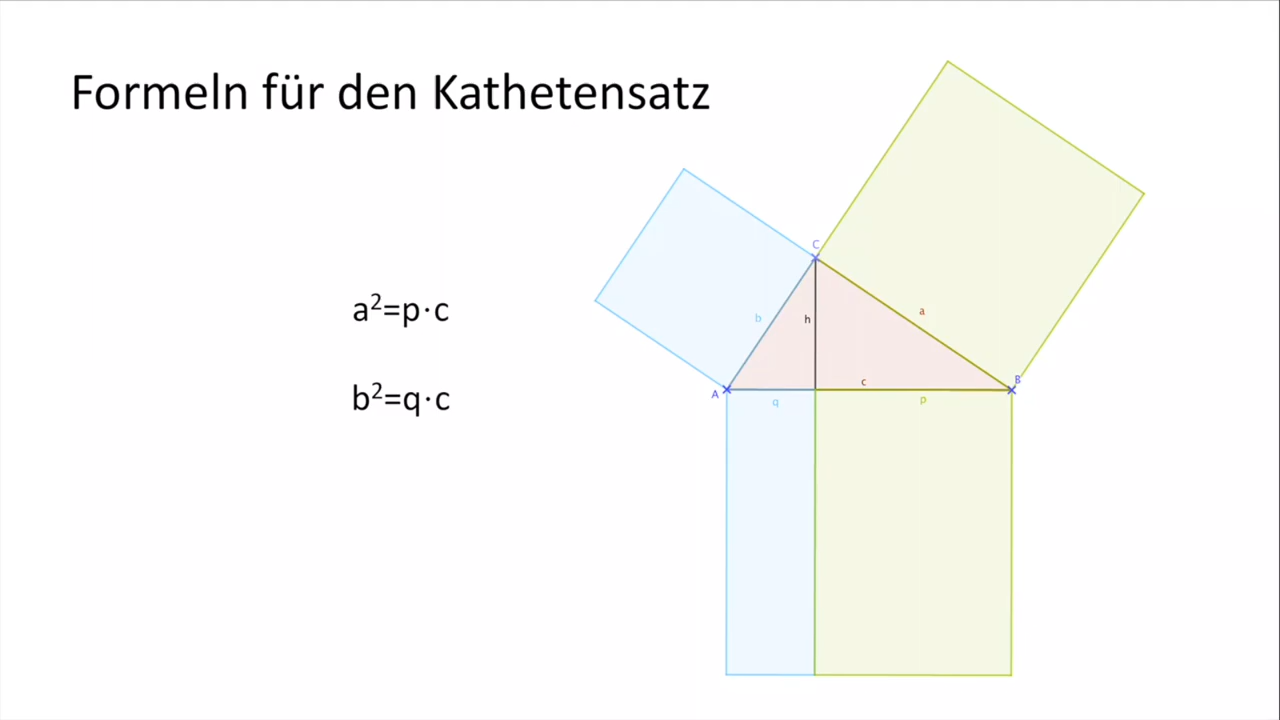 Formeln für den Kathetensatz
a²=p·c
b²=q·c
C
b
h
a
c
A
B
q
p